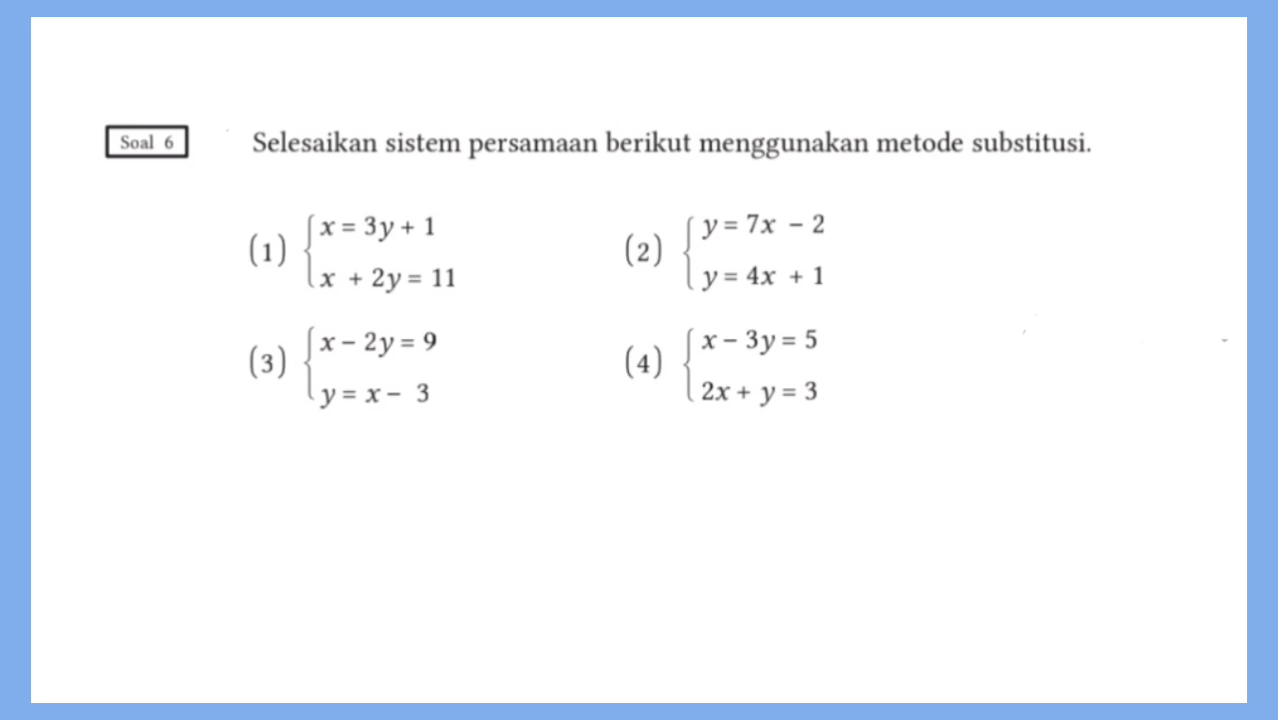 Soal 6 Selesaikan sistem persamaan berikut menggunakan metode substitusi.
(1) { x = 3y + 1
x + 2y = 11
(2) { y = 7x − 2
y = 4x + 1
(3) { x − 2y = 9
y = x − 3
(4) { x − 3y = 5
2x + y = 3